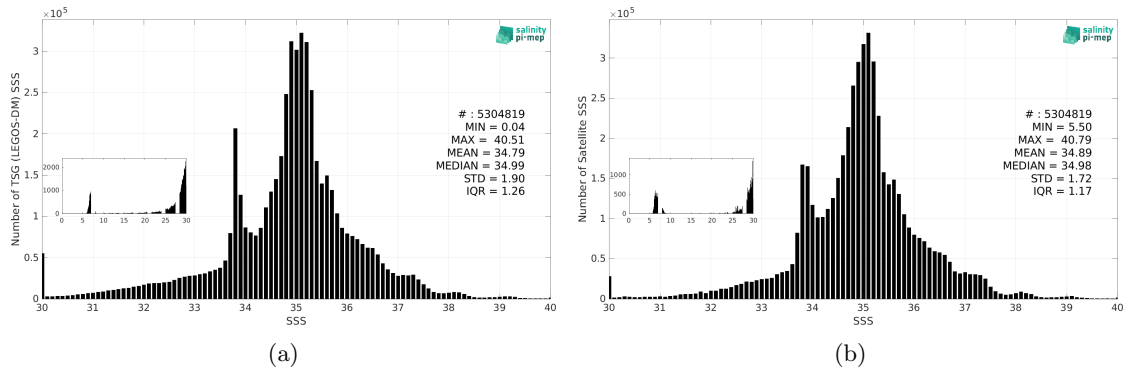 ×10⁵
salinity
pi-mep
3
2.5
2
1.5
1
0.5
0
Number of TSG (LEGOS-DM) SSS
# : 5304819
MIN = 0.04
MAX = 40.51
MEAN = 34.79
MEDIAN = 34.99
STD = 1.90
IQR = 1.26
2000
1000
0
0 5 10 15 20 25 30
30 31 32 33 34 35 36 37 38 39 40
SSS
(a)
×10⁵
salinity
pi-mep
3
2.5
2
1.5
1
0.5
0
Number of Satellite SSS
# : 5304819
MIN = 5.50
MAX = 40.79
MEAN = 34.89
MEDIAN = 34.98
STD = 1.72
IQR = 1.17
1000
500
0
0 5 10 15 20 25 30
30 31 32 33 34 35 36 37 38 39 40
SSS
(b)